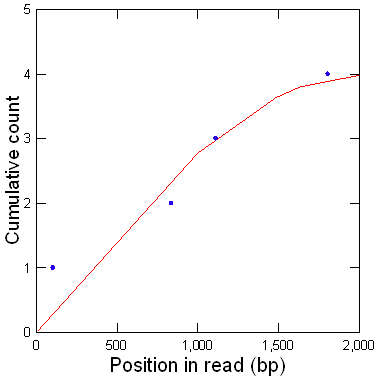 5
4
3
2
1
0
0 500 1,000 1,500 2,000
Cumulative count
Position in read (bp)